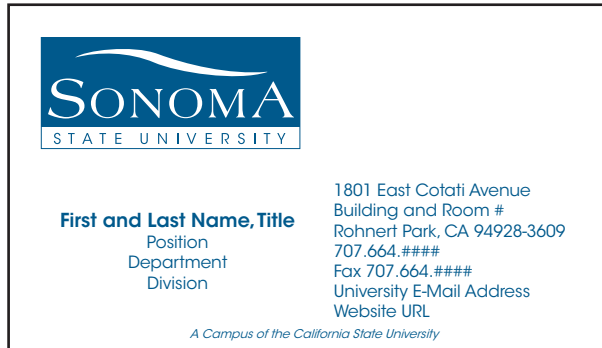 SONOMA
STATE UNIVERSITY
First and Last Name, Title
Position
Department
Division
1801 East Cotati Avenue
Building and Room #
Rohnert Park, CA 94928-3609
707.664.####
Fax 707.664.####
University E-Mail Address
Website URL
A Campus of the California State University